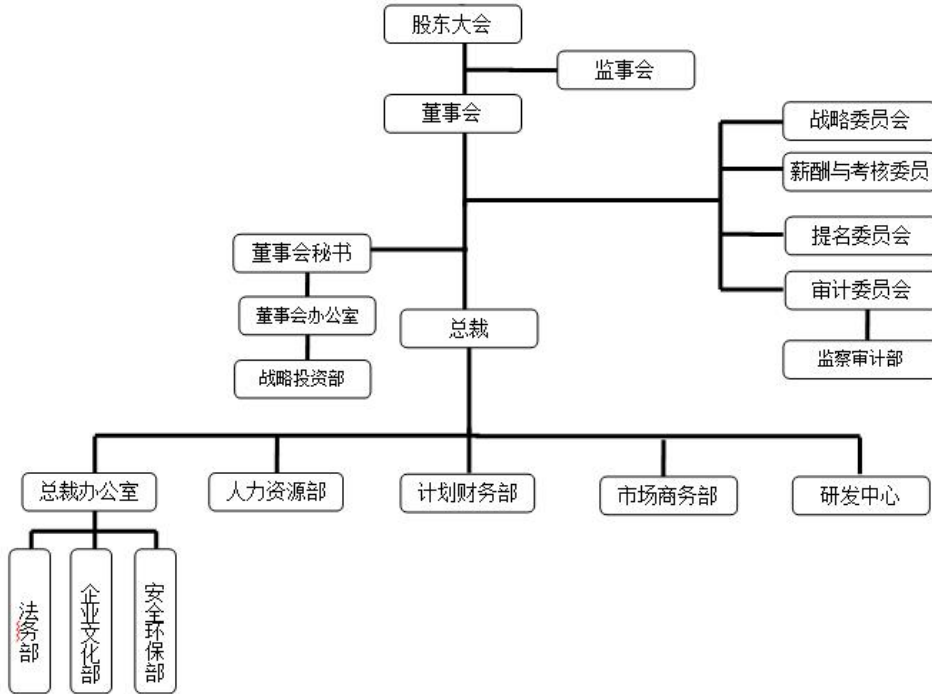 股东大会
监事会
董事会
战略委员会
薪酬与考核委员
提名委员会
董事会秘书
审计委员会
董事会办公室
总裁
监察审计部
战略投资部
总裁办公室
人力资源部
计划财务部
市场商务部
研发中心
法务部
企业文化部
安全环保部